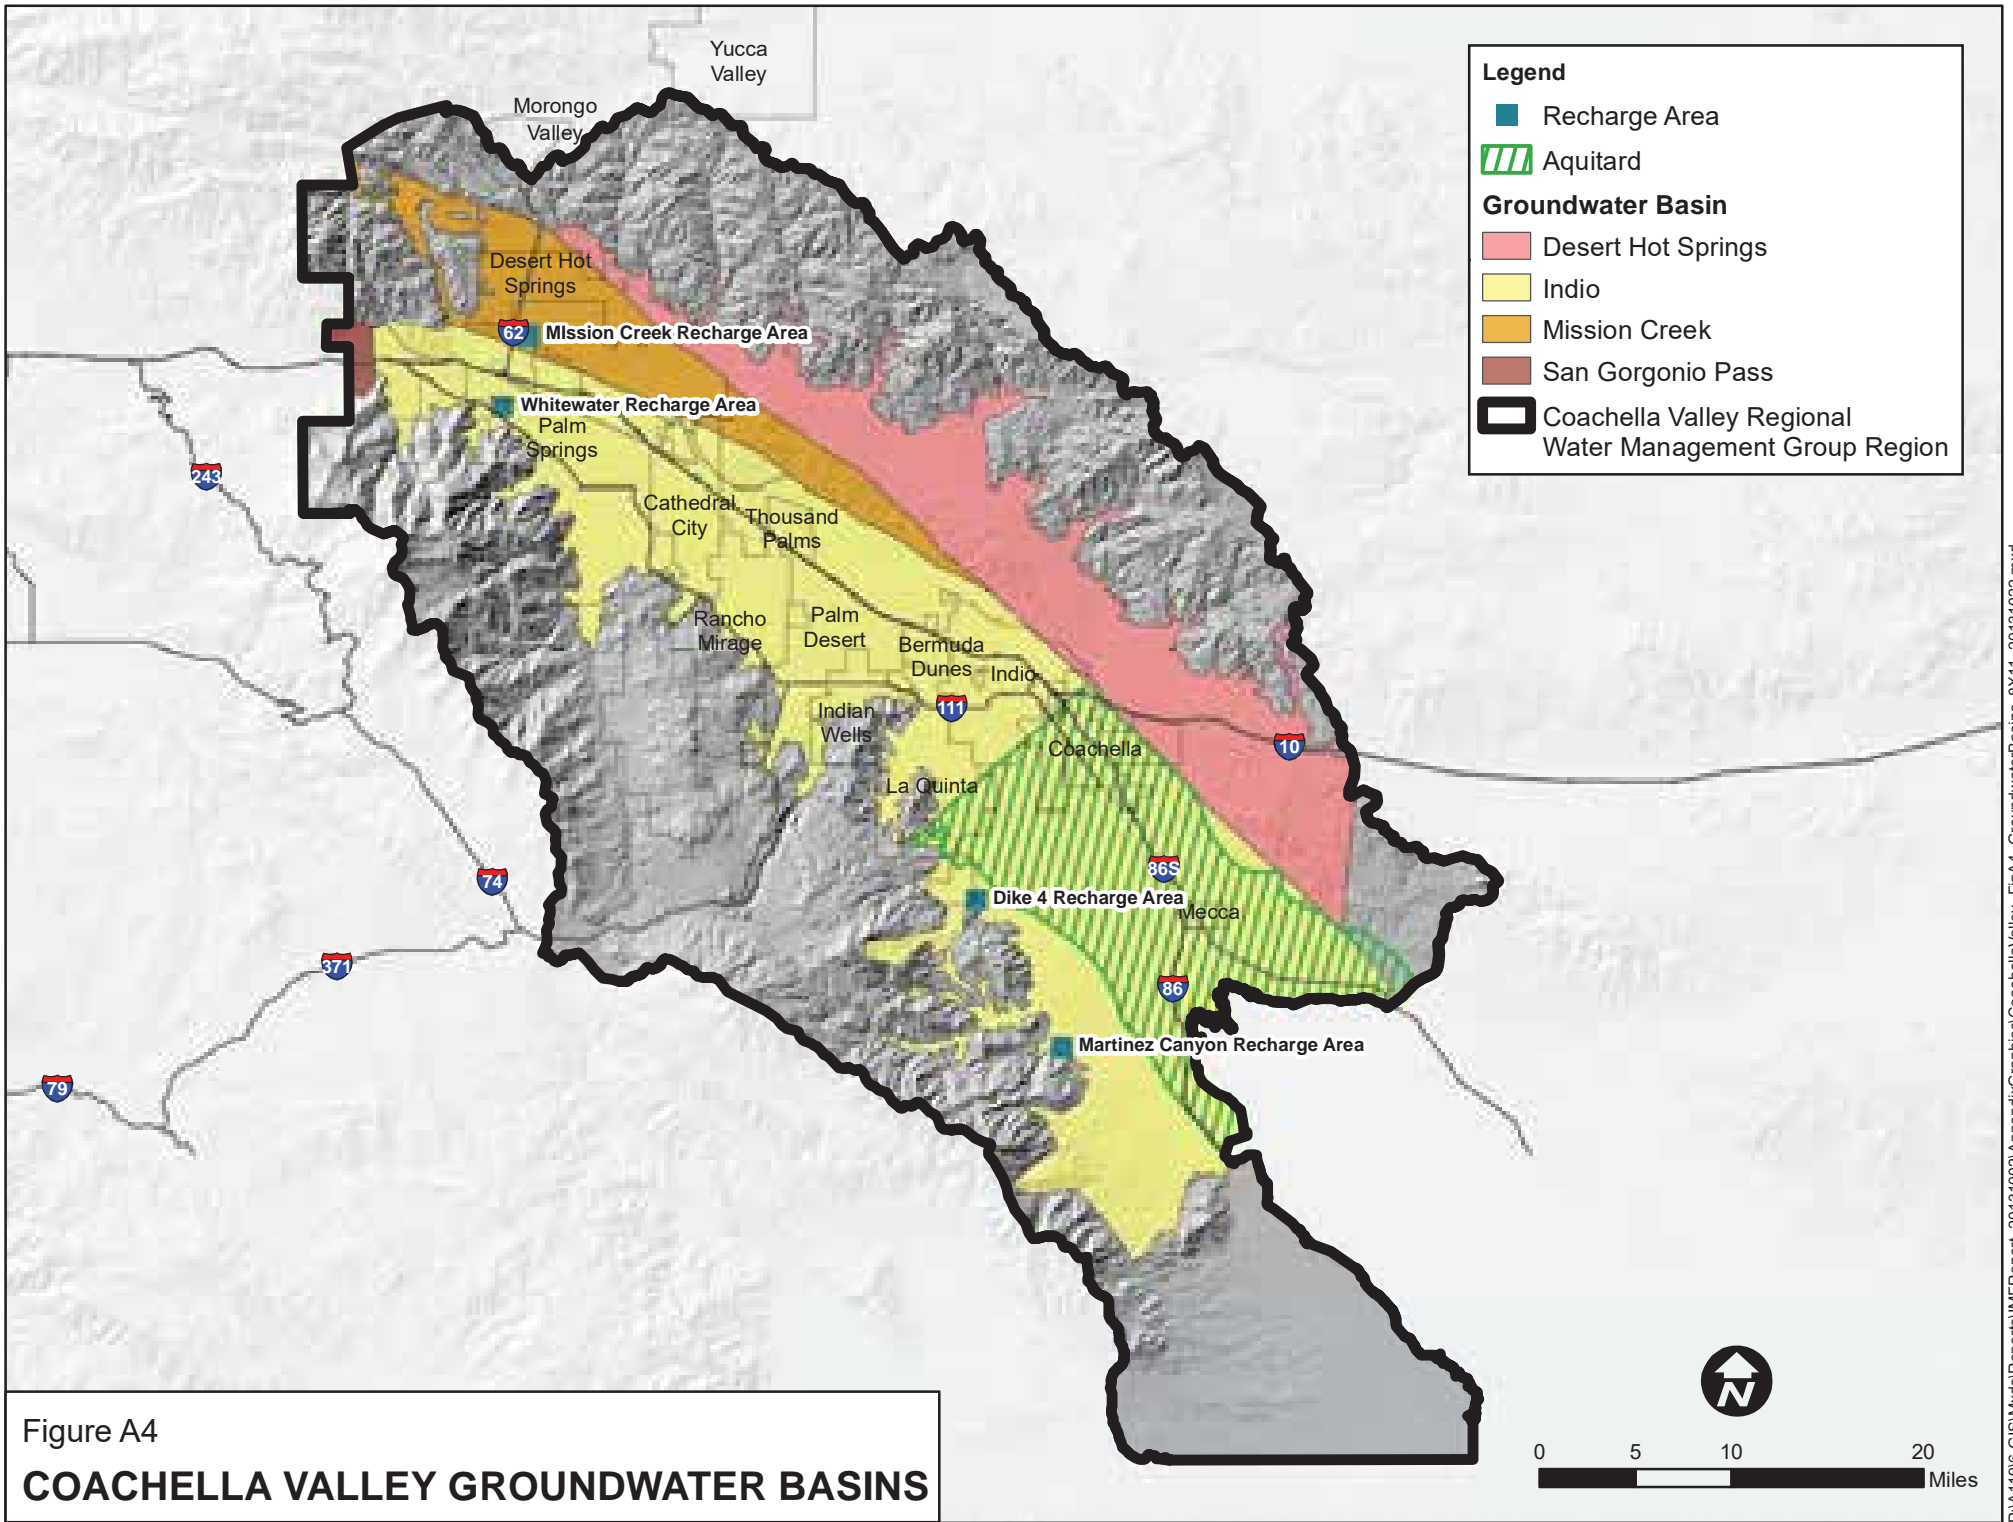 Yucca
Valley
Morongo
Valley
Legend
Recharge Area
Aquitard
Groundwater Basin
Desert Hot Springs
Indio
Mission Creek
San Gorgonio Pass
Coachella Valley Regional
Water Management Group Region
Desert Hot
Springs
62
MIssion Creek Recharge Area
Whitewater Recharge Area
Palm
Springs
243
Cathedral
City
Thousand
Palms
Rancho
Mirage
Palm
Desert
Bermuda
Dunes
Indio
111
Indian
Wells
Coachella
10
La Quinta
74
86S
Dike 4 Recharge Area
Mecca
371
86
Martinez Canyon Recharge Area
79
N
0 5 10 20
Miles
Figure A4
COACHELLA VALLEY GROUNDWATER BASINS